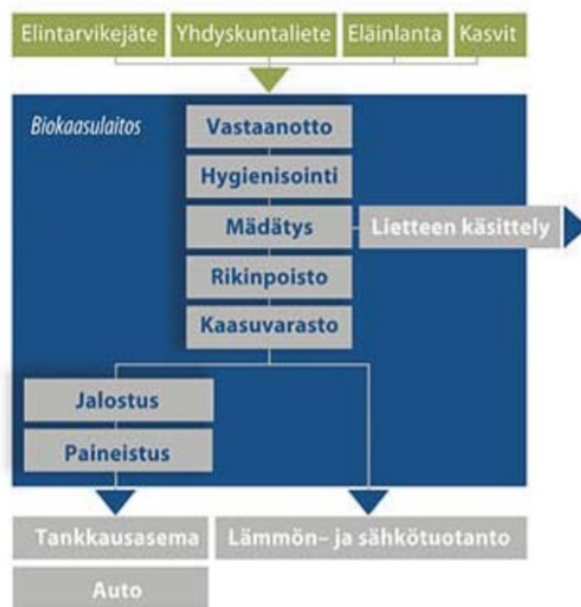 Elintarvikejäte
Yhdyskuntaliete
Eläinlanta
Kasvit
Biokaasulaitos
Vastaanotto
Hygienisointi
Mädätys
Lietteen käsittely
Rikinpoisto
Kaasuvarasto
Jalostus
Paineistus
Tankkausasema
Lämmön– ja sähkötuotanto
Auto